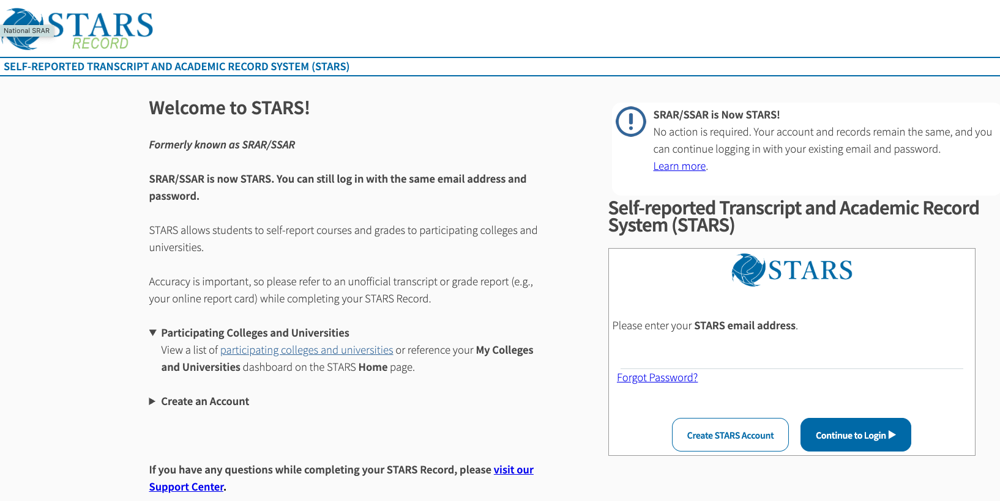 STARS
National SRAR
RECORD
SELF-REPORTED TRANSCRIPT AND ACADEMIC RECORD SYSTEM (STARS)
Welcome to STARS!
Formerly known as SRAR/SSAR
SRAR/SSAR is now STARS. You can still log in with the same email address and
password.
STARS allows students to self-report courses and grades to participating colleges and
universities.
Accuracy is important, so please refer to an unofficial transcript or grade report (e.g.,
your online report card) while completing your STARS Record.
▼ Participating Colleges and Universities
View a list of participating colleges and universities or reference your My Colleges
and Universities dashboard on the STARS Home page.
▶ Create an Account
If you have any questions while completing your STARS Record, please visit our
Support Center.
SRAR/SSAR is Now STARS!
No action is required. Your account and records remain the same, and you
can continue logging in with your existing email and password.
Learn more.
Self-reported Transcript and Academic Record
System (STARS)
STARS
Please enter your STARS email address.
Forgot Password?
Create STARS Account
Continue to Login ▶